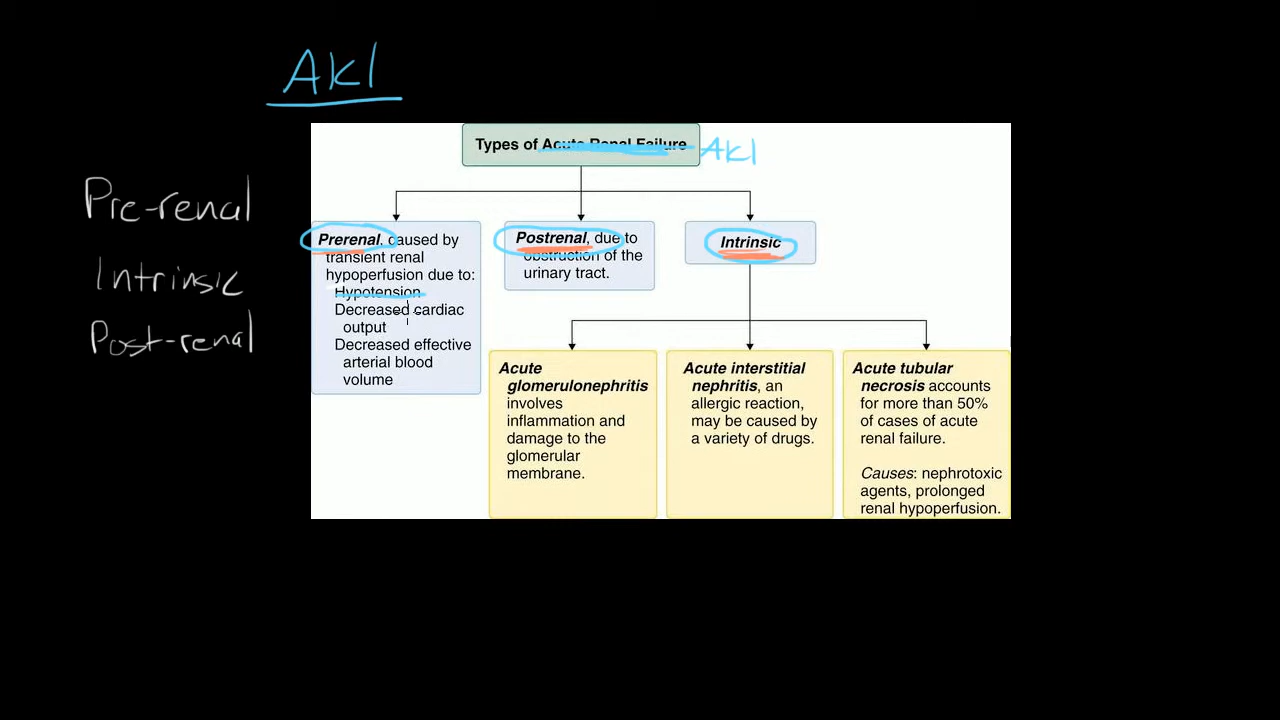 AKI
Types of Acute Renal Failure AKI
Pre-renal
Intrinsic
Post-renal
Prerenal, caused by
transient renal
hypoperfusion due to:
Hypotension
Decreased cardiac
output
Decreased effective
arterial blood
volume
Postrenal, due to
obstruction of the
urinary tract.
Intrinsic
Acute
glomerulonephritis
involves
inflammation and
damage to the
glomerular
membrane.
Acute interstitial
nephritis, an
allergic reaction,
may be caused by
a variety of drugs.
Acute tubular
necrosis accounts
for more than 50%
of cases of acute
renal failure.
Causes: nephrotoxic
agents, prolonged
renal hypoperfusion.